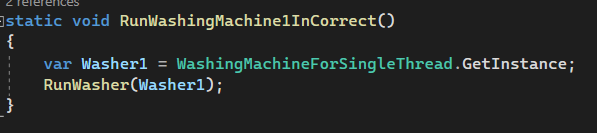 2 references
static void RunWashingMachine1InCorrect()
{
var Washer1 = WashingMachineForSingleThread.GetInstance;
RunWasher(Washer1);
}